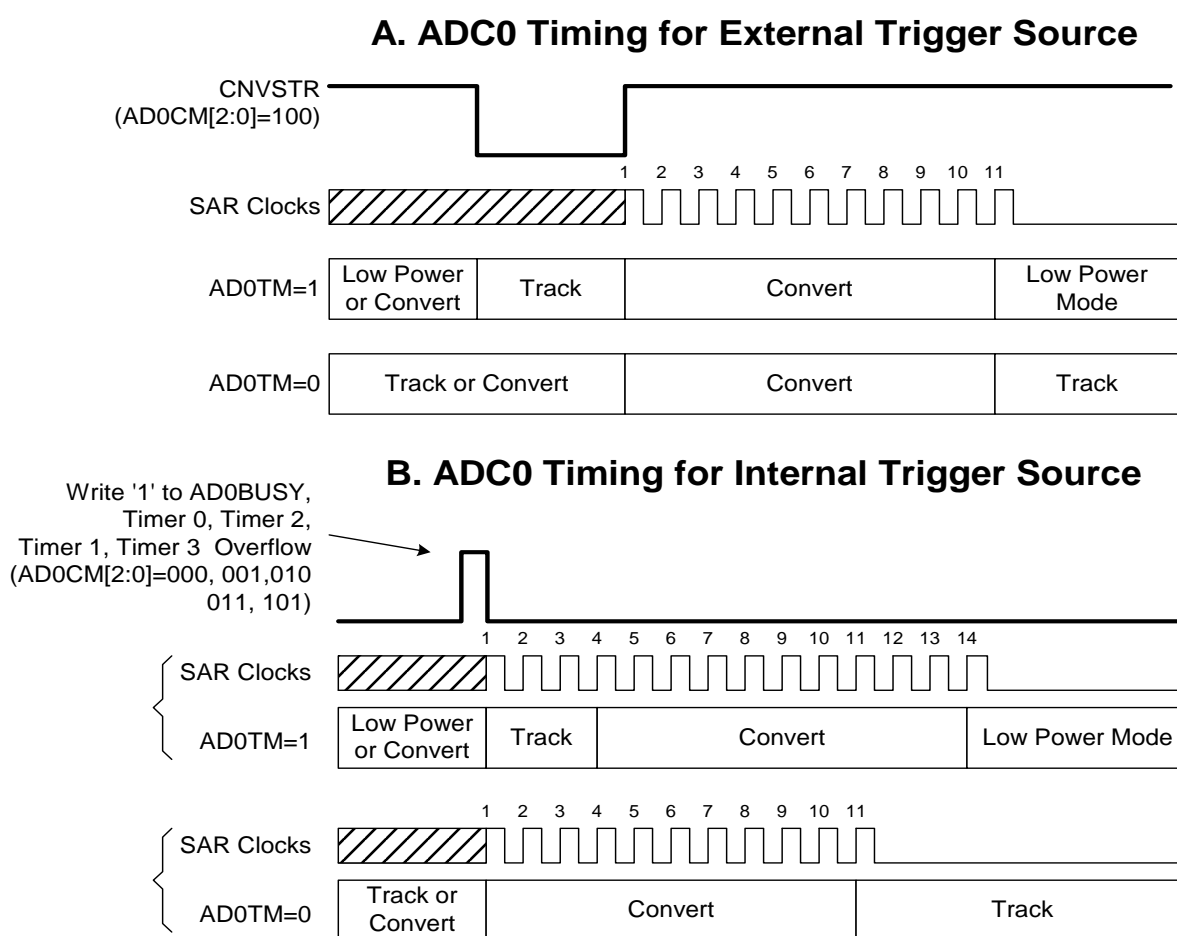 A. ADC0 Timing for External Trigger Source
CNVSTR
(AD0CM[2:0]=100)
1 2 3 4 5 6 7 8 9 10 11
SAR Clocks
AD0TM=1
Low Power
or Convert
Track
Convert
Low Power
Mode
AD0TM=0
Track or Convert
Convert
Track
B. ADC0 Timing for Internal Trigger Source
Write '1' to AD0BUSY,
Timer 0, Timer 2,
Timer 1, Timer 3 Overflow
(AD0CM[2:0]=000, 001,010
011, 101)
1 2 3 4 5 6 7 8 9 10 11 12 13 14
SAR Clocks
AD0TM=1
Low Power
or Convert
Track
Convert
Low Power Mode
1 2 3 4 5 6 7 8 9 10 11
SAR Clocks
AD0TM=0
Track or
Convert
Convert
Track